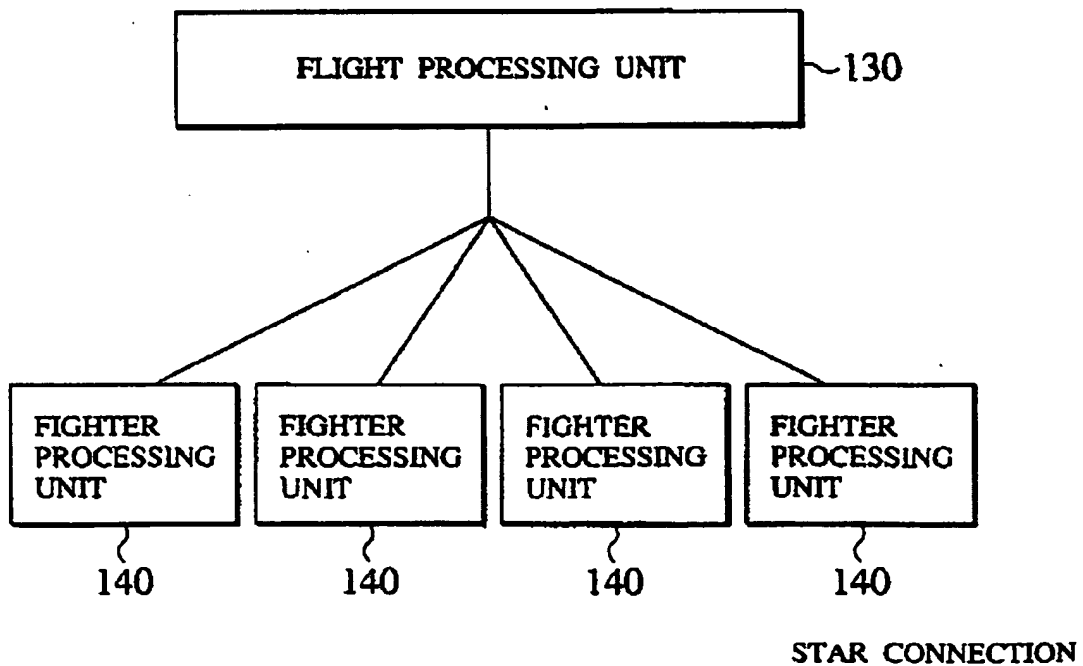 FLIGHT PROCESSING UNIT
130
FIGHTER
PROCESSING
UNIT
140
FIGHTER
PROCESSING
UNIT
140
FIGHTER
PROCESSING
UNIT
140
FIGHTER
PROCESSING
UNIT
140
STAR CONNECTION